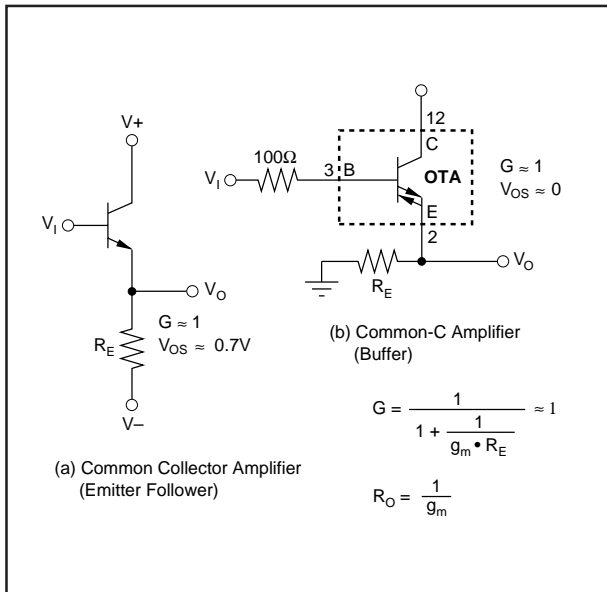 V+
V_I
V_O
R_E
G ≈ 1
V_OS ≈ 0.7V
V–
(a) Common Collector Amplifier
(Emitter Follower)
12
C
100Ω
V_I
3
B
OTA
E
2
G ≈ 1
V_OS ≈ 0
R_E
V_O
(b) Common-C Amplifier
(Buffer)
G = 1 / (1 + 1 / (g_m • R_E)) ≈ 1
R_O = 1 / g_m